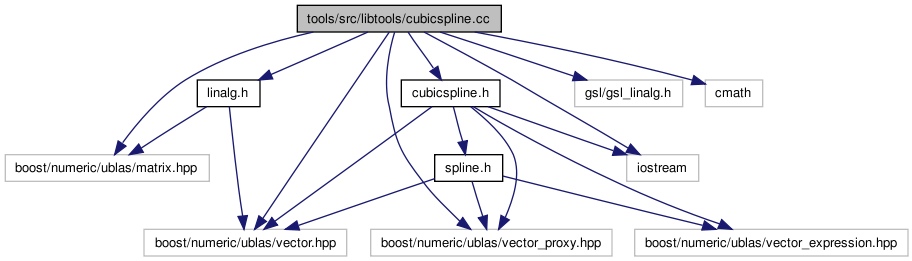 tools/src/libtools/cubicspline.cc
linalg.h
cubicspline.h
gsl/gsl_linalg.h
cmath
boost/numeric/ublas/matrix.hpp
spline.h
iostream
boost/numeric/ublas/vector.hpp
boost/numeric/ublas/vector_proxy.hpp
boost/numeric/ublas/vector_expression.hpp